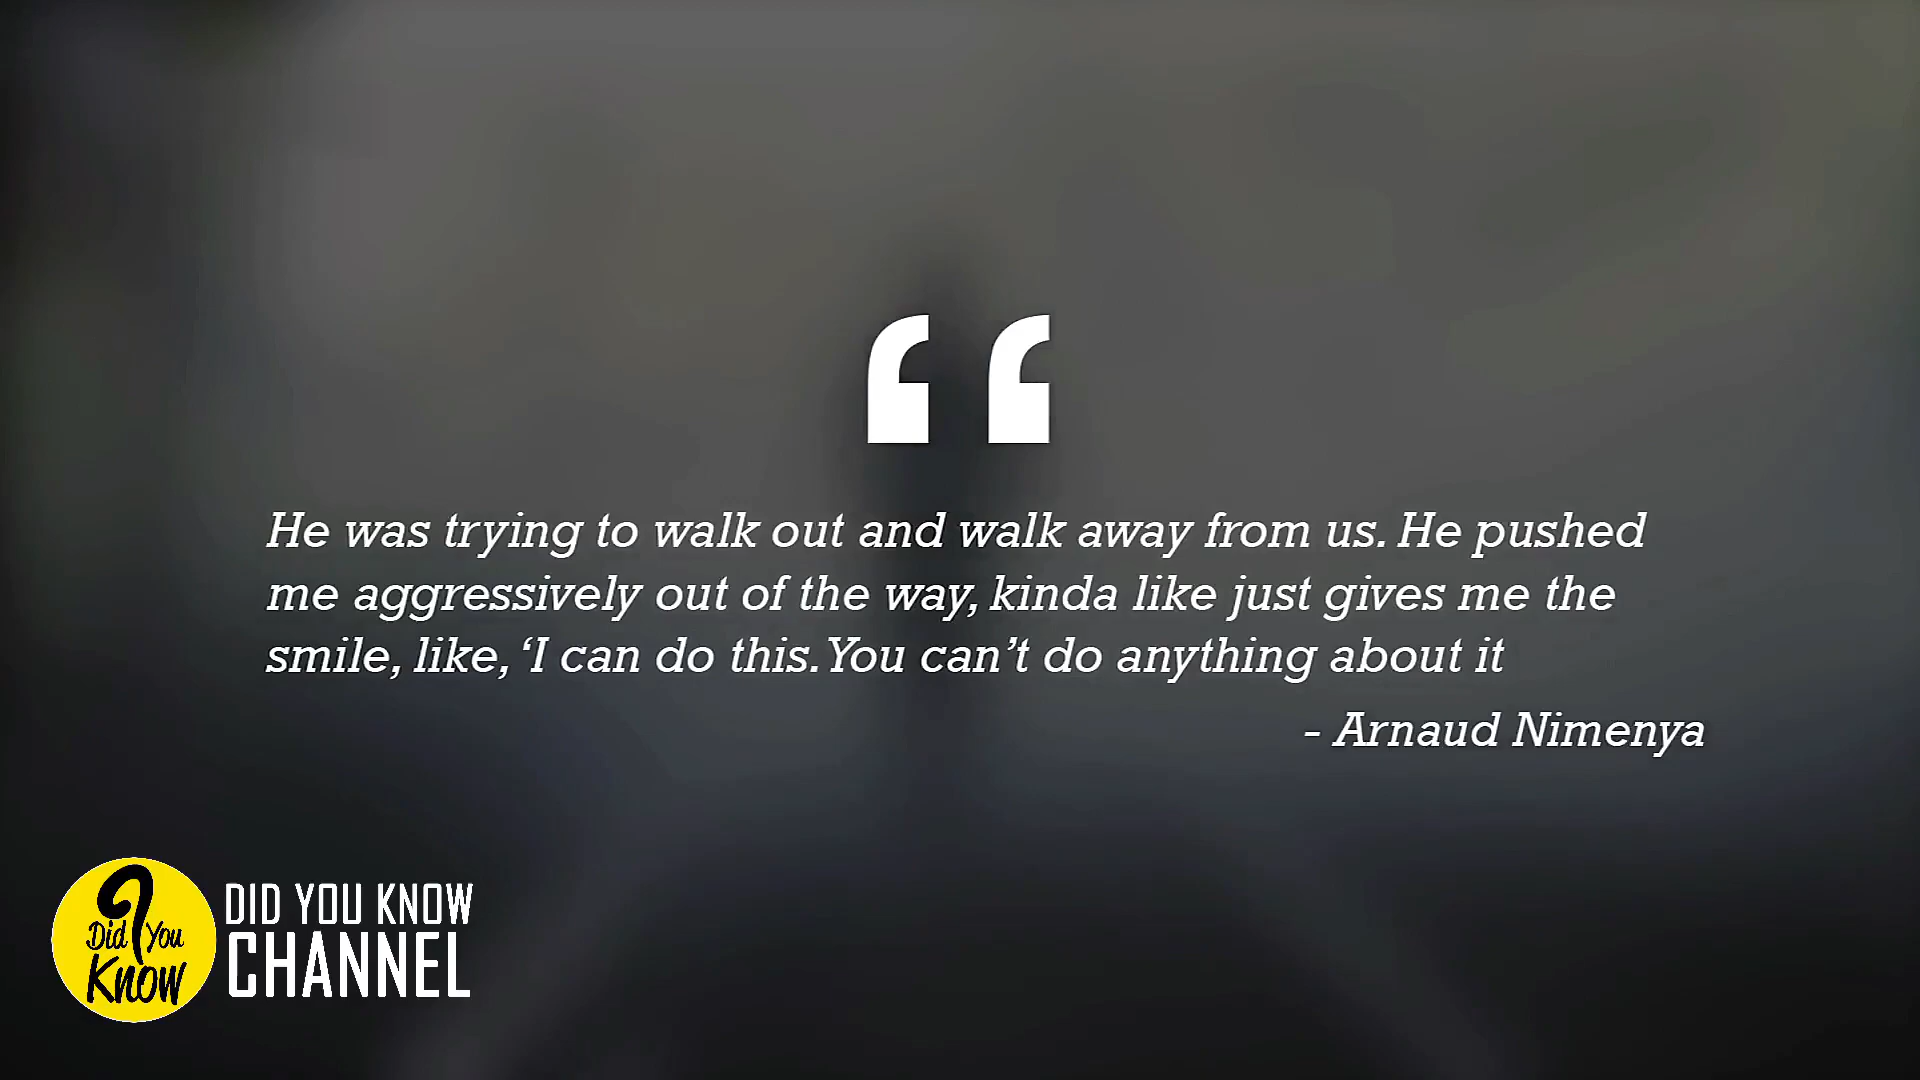 He was trying to walk out and walk away from us. He pushed
me aggressively out of the way, kinda like just gives me the
smile, like, ‘I can do this. You can’t do anything about it
- Arnaud Nimenya
Did You
Know
DID YOU KNOW
CHANNEL